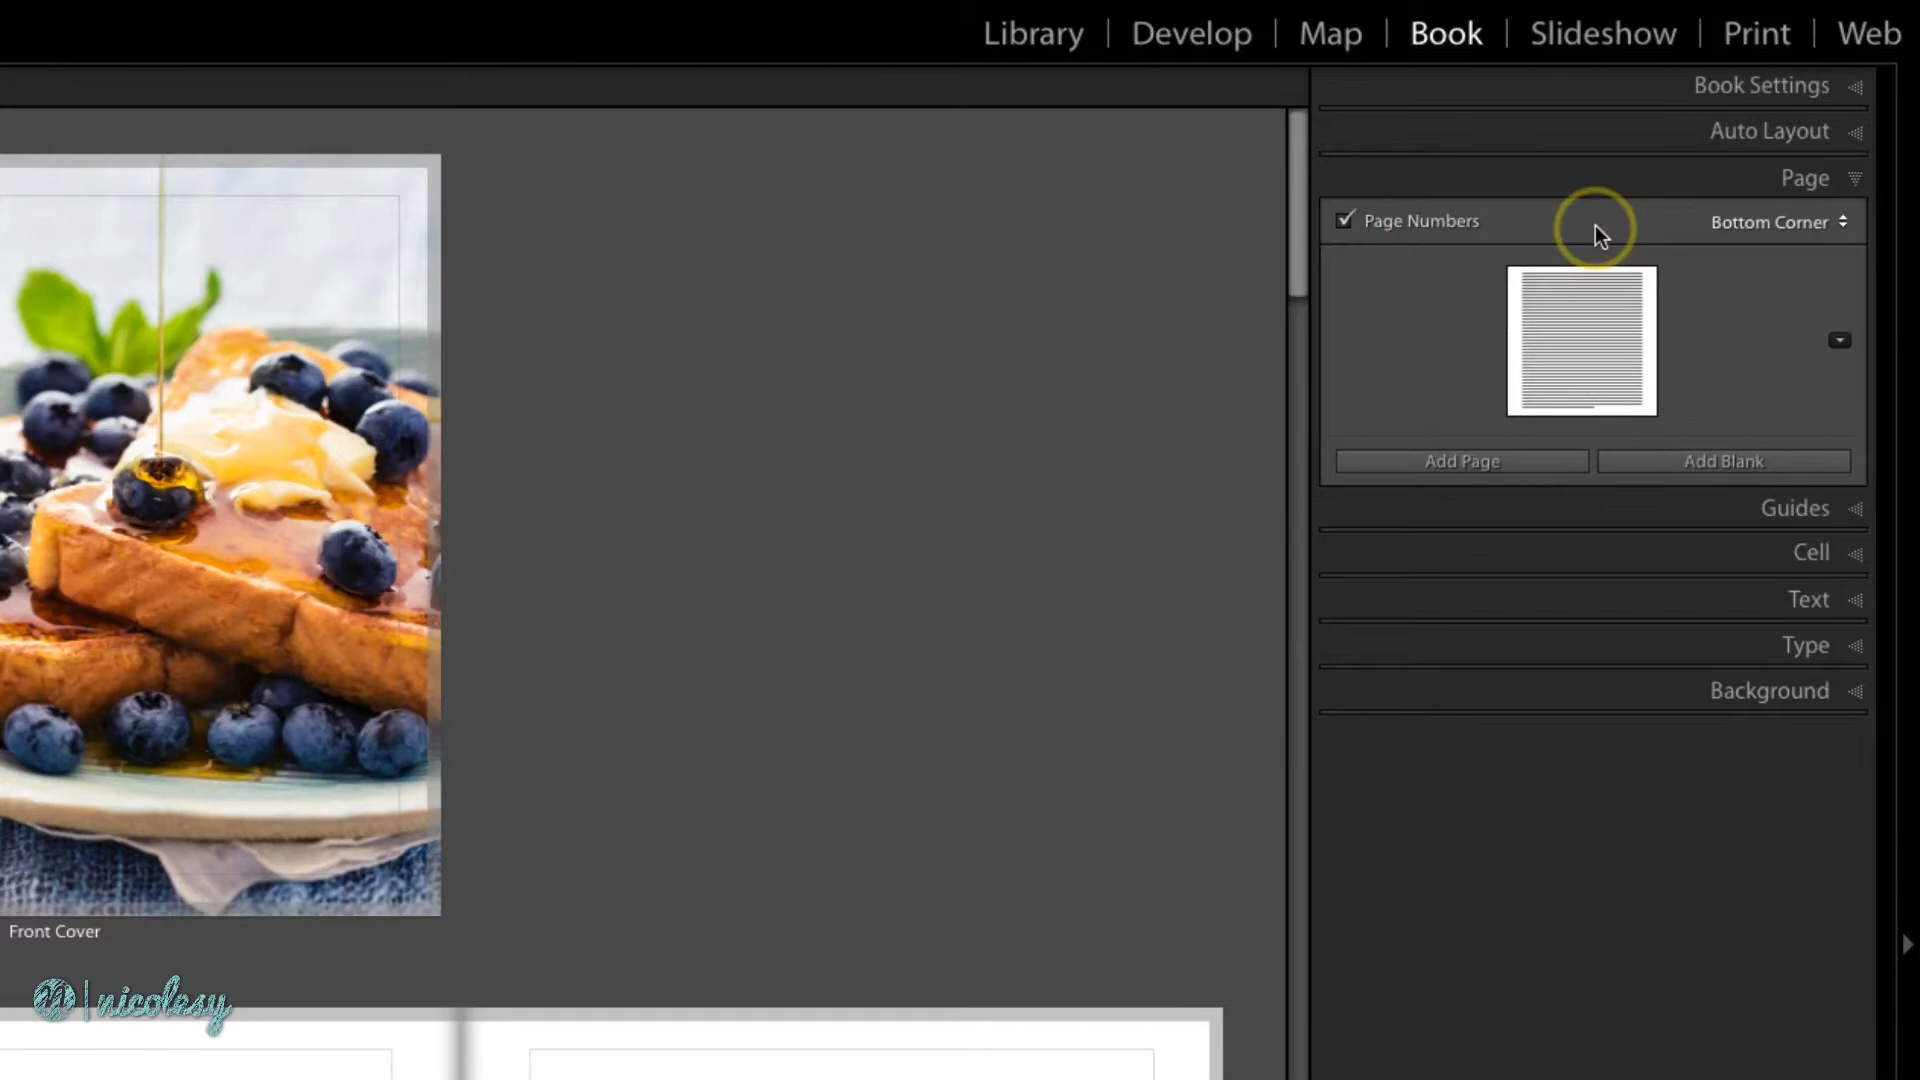 Library | Develop | Map | Book | Slideshow | Print | Web
Book Settings
Auto Layout
Page
Page Numbers Bottom Corner
Add Page Add Blank
Guides
Cell
Text
Type
Background
Front Cover
n | nicolesy